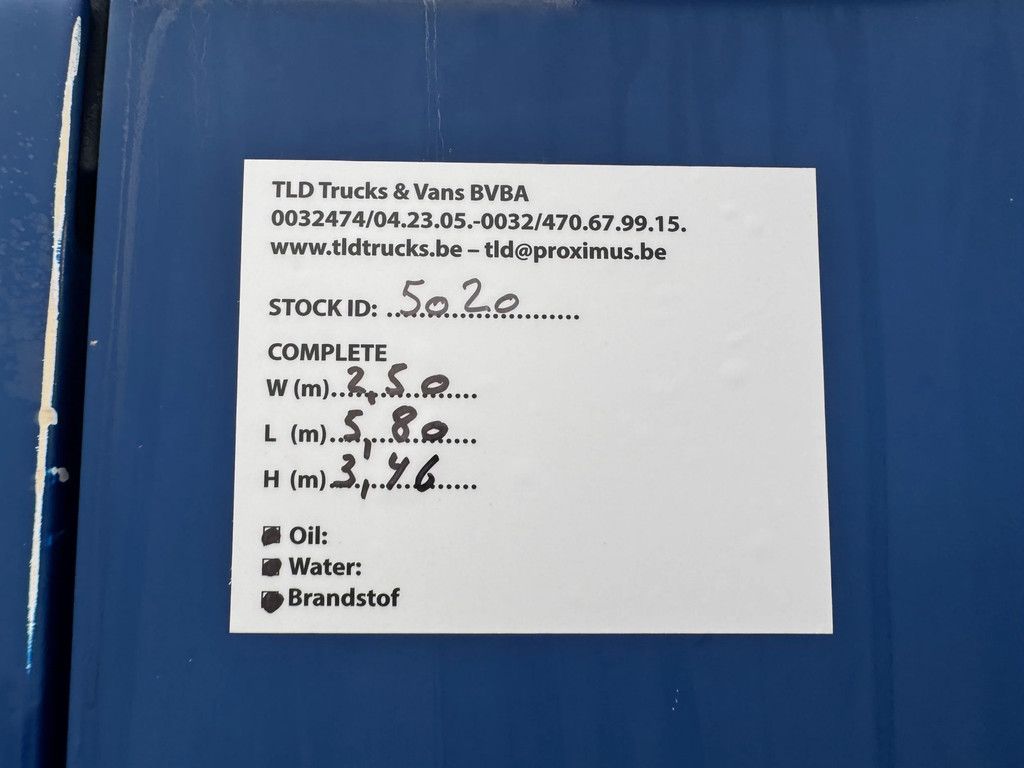 TLD Trucks & Vans BVBA
0032474/04.23.05.-0032/470.67.99.15.
www.tldtrucks.be – tld@proximus.be
STOCK ID: 5020
COMPLETE
W (m) 2,50
L (m) 5,80
H (m) 3,46
Oil:
Water:
Brandstof